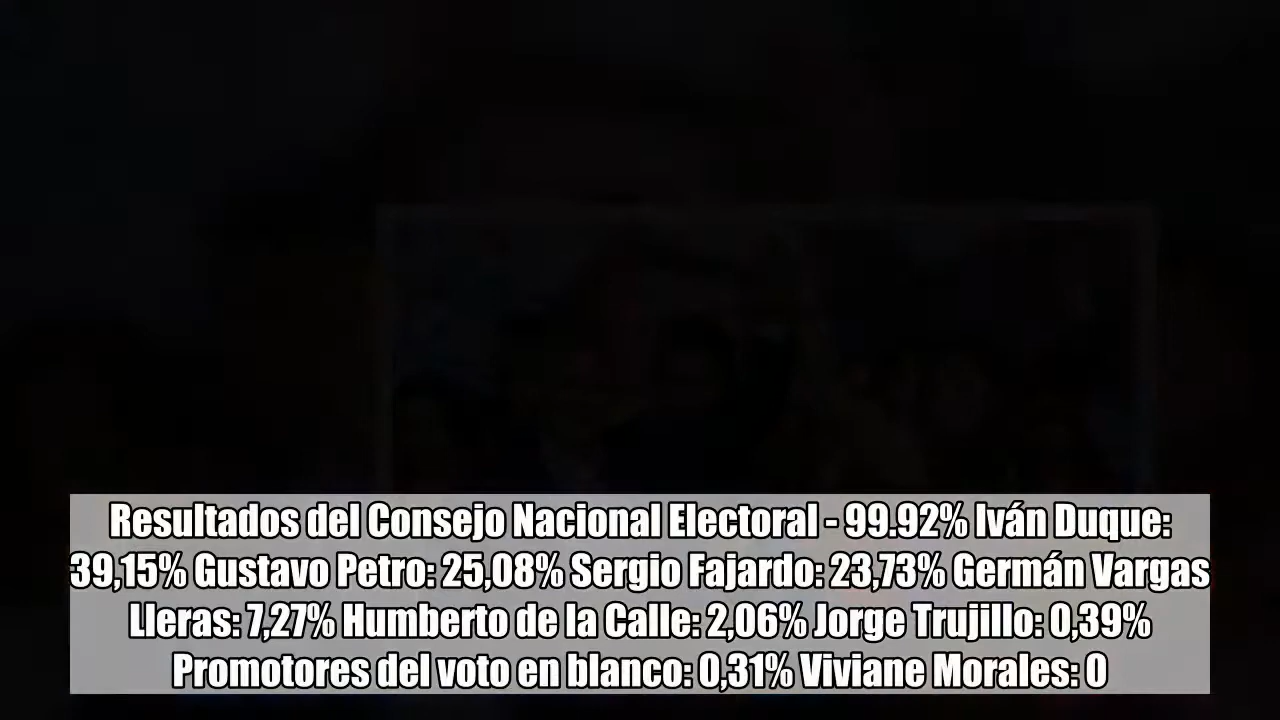 Resultados del Consejo Nacional Electoral - 99.92% Iván Duque:
39,15% Gustavo Petro: 25,08% Sergio Fajardo: 23,73% Germán Vargas
Lleras: 7,27% Humberto de la Calle: 2,06% Jorge Trujillo: 0,39%
Promotores del voto en blanco: 0,31% Viviane Morales: 0